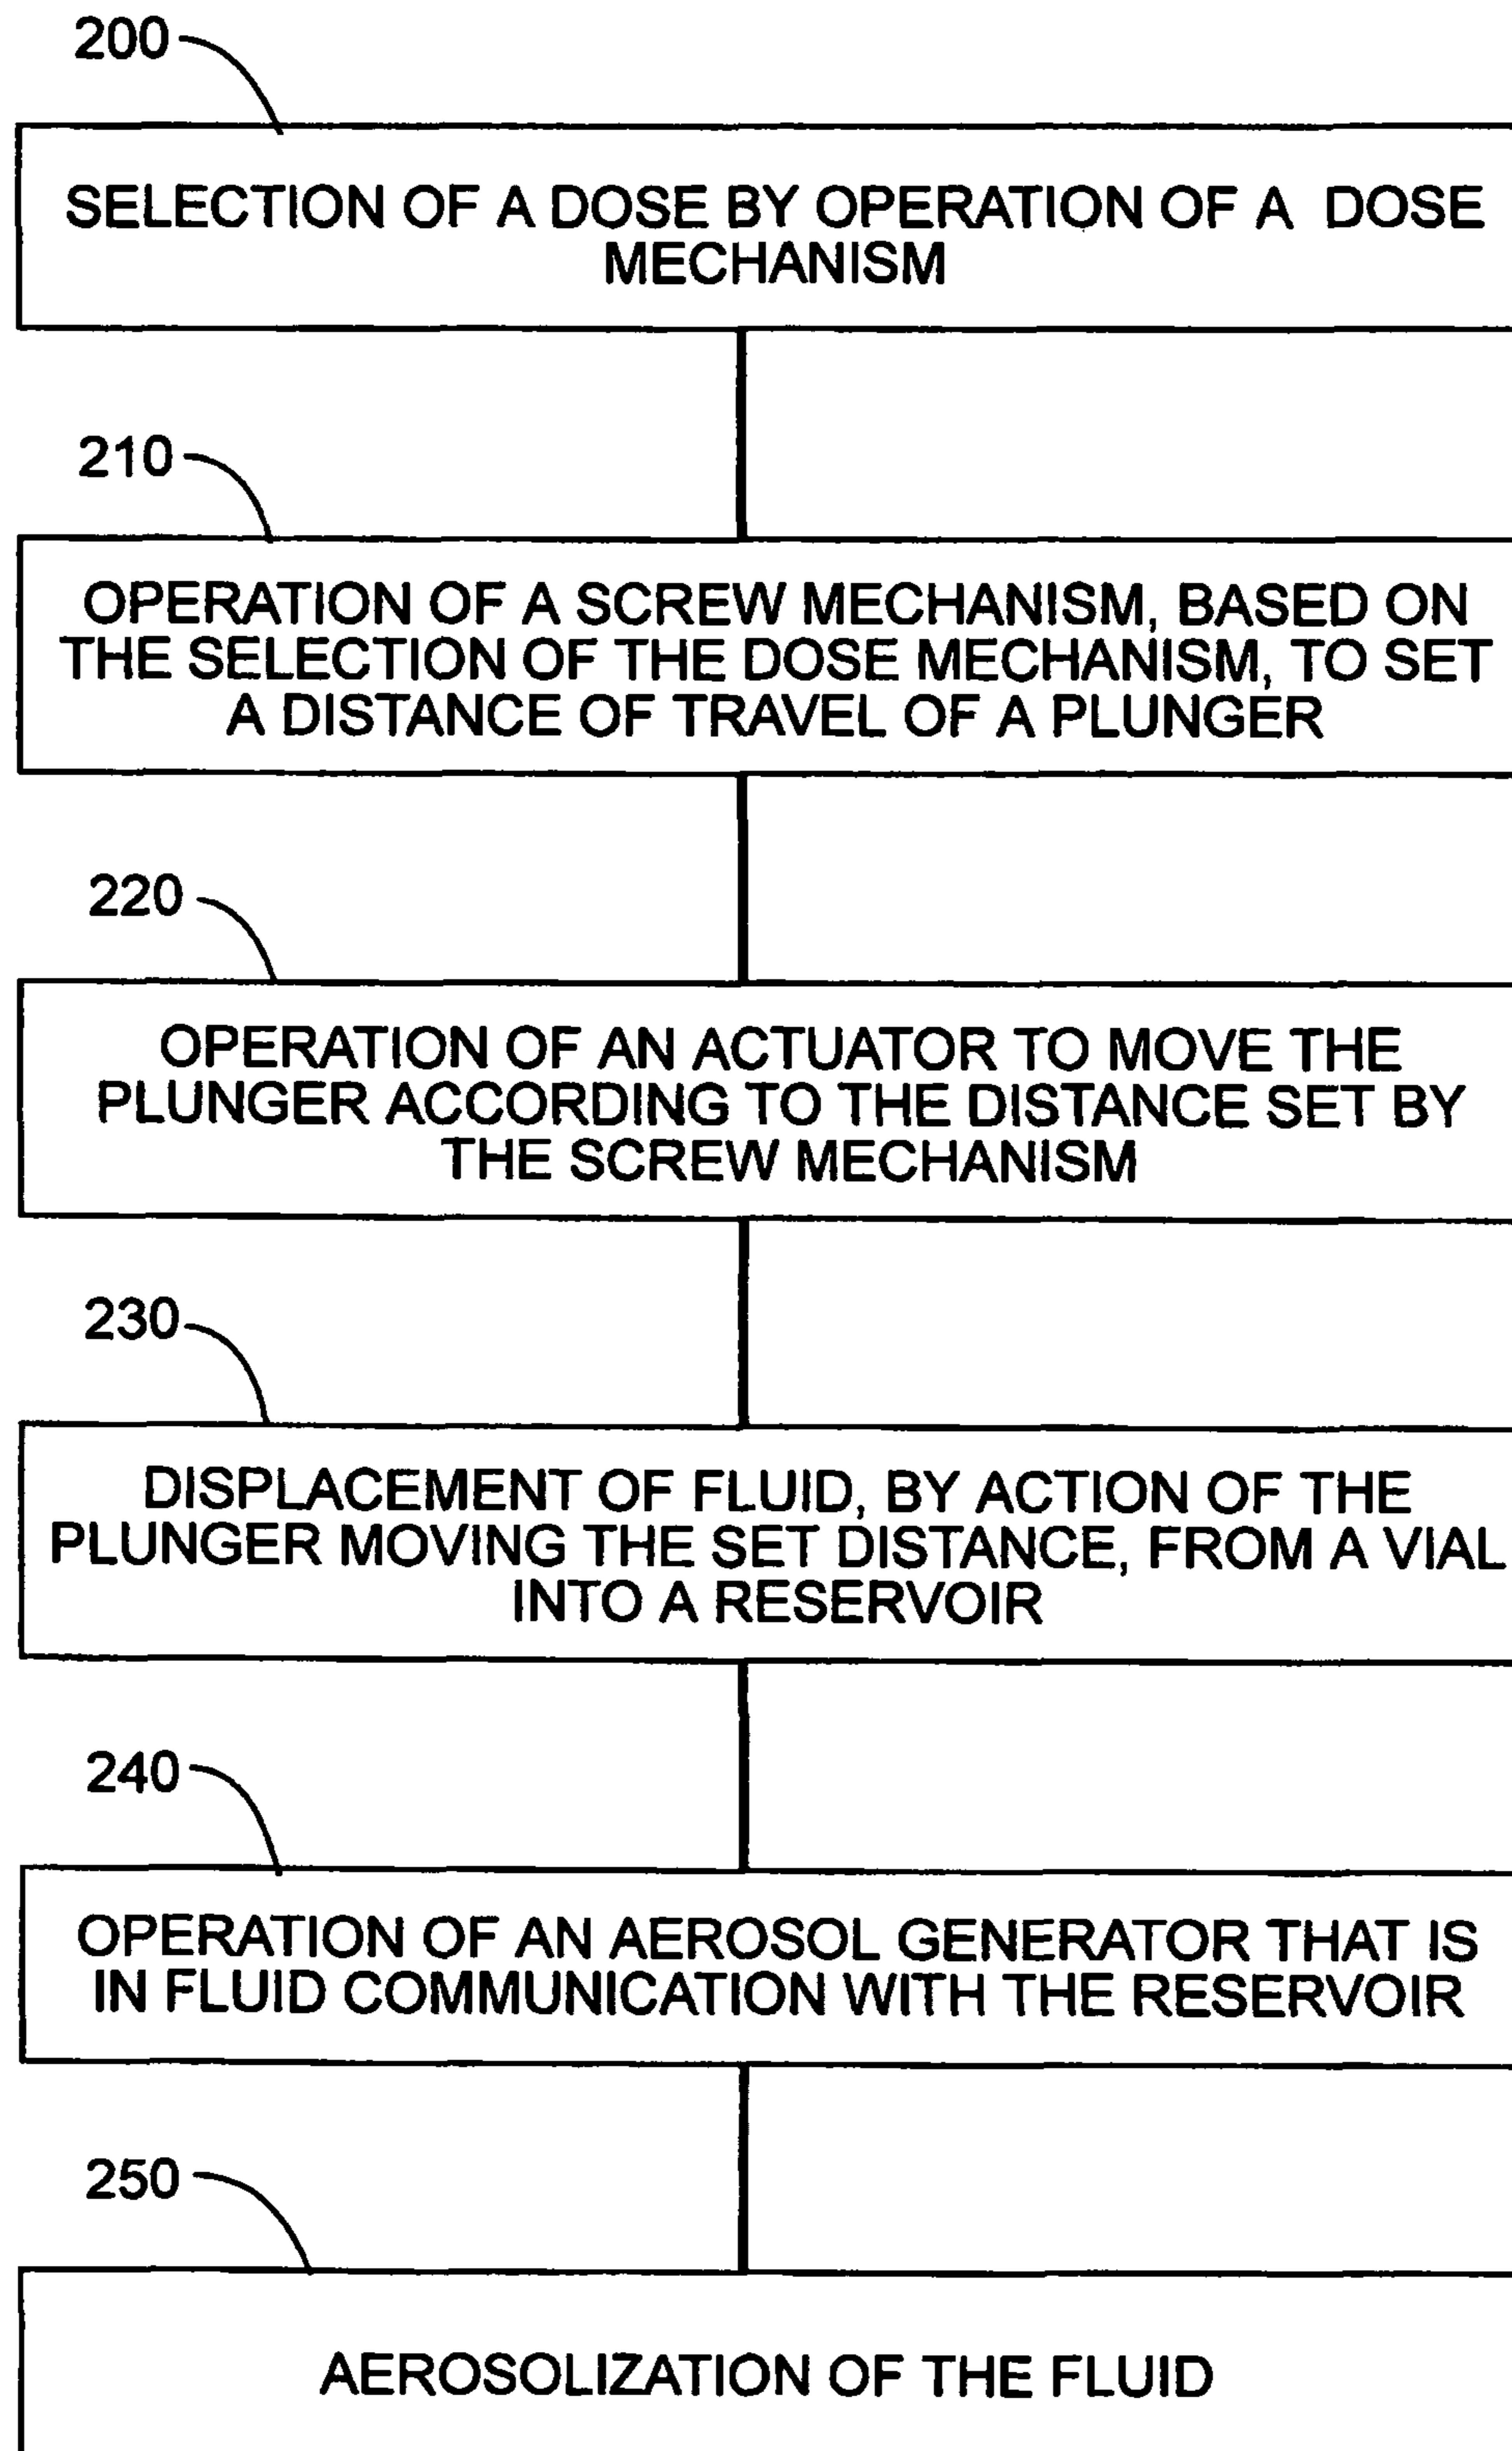 200
SELECTION OF A DOSE BY OPERATION OF A DOSE
MECHANISM
210
OPERATION OF A SCREW MECHANISM, BASED ON
THE SELECTION OF THE DOSE MECHANISM, TO SET
A DISTANCE OF TRAVEL OF A PLUNGER
220
OPERATION OF AN ACTUATOR TO MOVE THE
PLUNGER ACCORDING TO THE DISTANCE SET BY
THE SCREW MECHANISM
230
DISPLACEMENT OF FLUID, BY ACTION OF THE
PLUNGER MOVING THE SET DISTANCE, FROM A VIAL
INTO A RESERVOIR
240
OPERATION OF AN AEROSOL GENERATOR THAT IS
IN FLUID COMMUNICATION WITH THE RESERVOIR
250
AEROSOLIZATION OF THE FLUID